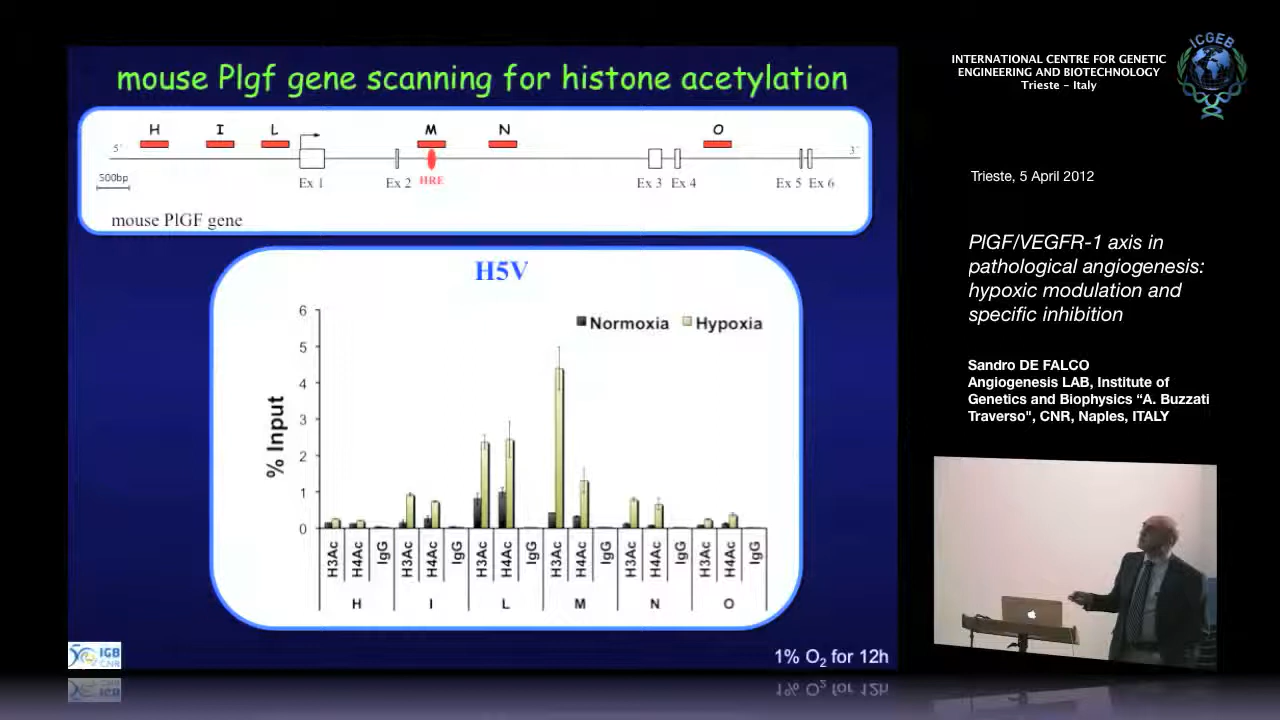 mouse Plgf gene scanning for histone acetylation
H I L M N O
5' 3'
500bp
Ex 1 Ex 2 HRE Ex 3 Ex 4 Ex 5 Ex 6
mouse PlGF gene
H5V
Normoxia Hypoxia
% Input
6
5
4
3
2
1
0
H3Ac H4Ac IgG H3Ac H4Ac IgG H3Ac H4Ac IgG H3Ac H4Ac IgG H3Ac H4Ac IgG H3Ac H4Ac IgG
H I L M N O
IGB
CNR
1% O₂ for 12h
ICGEB
INTERNATIONAL CENTRE FOR GENETIC
ENGINEERING AND BIOTECHNOLOGY
Trieste – Italy
Trieste, 5 April 2012
PlGF/VEGFR-1 axis in
pathological angiogenesis:
hypoxic modulation and
specific inhibition
Sandro DE FALCO
Angiogenesis LAB, Institute of
Genetics and Biophysics “A. Buzzati
Traverso", CNR, Naples, ITALY